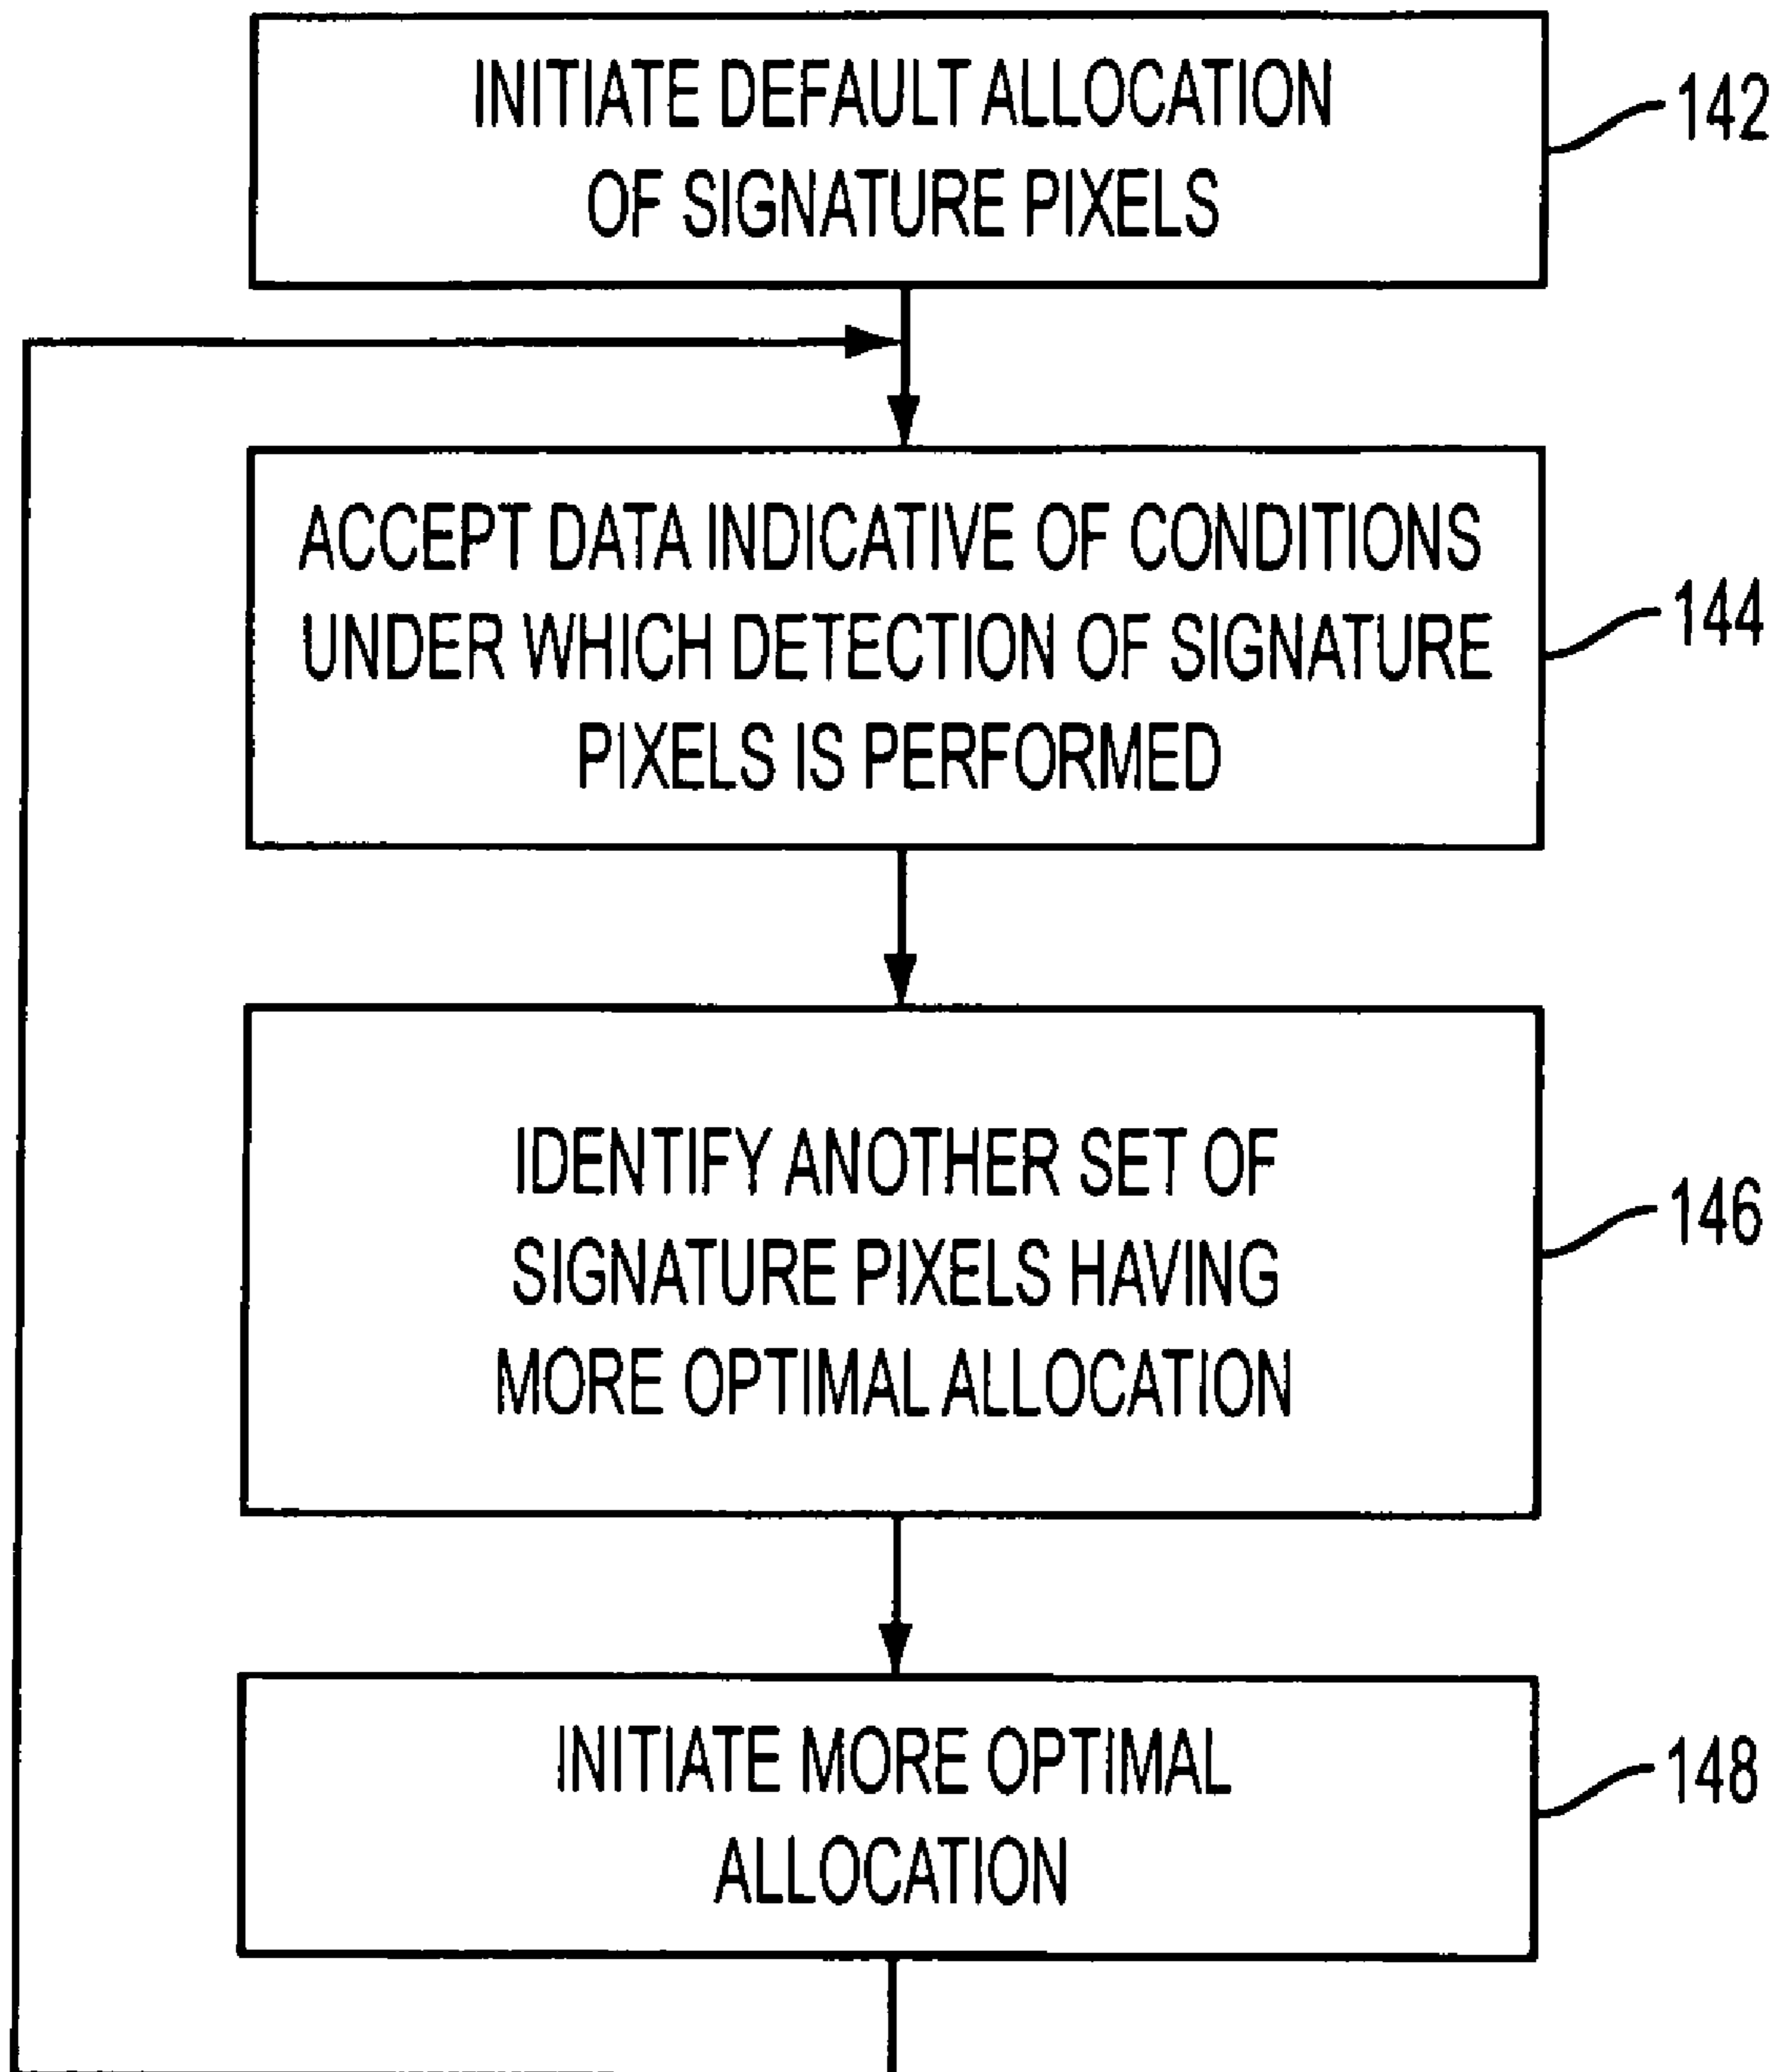 INITIATE DEFAULT ALLOCATION
OF SIGNATURE PIXELS
142
ACCEPT DATA INDICATIVE OF CONDITIONS
UNDER WHICH DETECTION OF SIGNATURE
PIXELS IS PERFORMED
144
IDENTIFY ANOTHER SET OF
SIGNATURE PIXELS HAVING
MORE OPTIMAL ALLOCATION
146
INITIATE MORE OPTIMAL
ALLOCATION
148